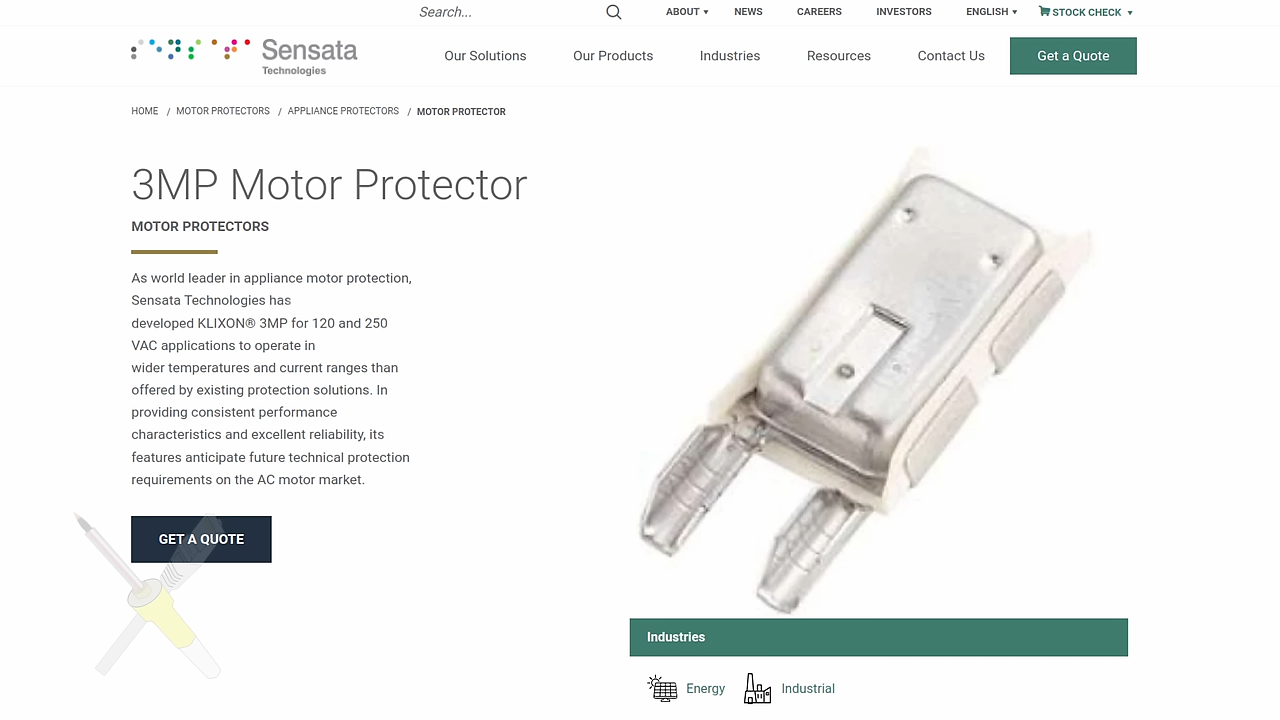 Search...
ABOUT
NEWS
CAREERS
INVESTORS
ENGLISH
STOCK CHECK
Sensata
Technologies
Our Solutions
Our Products
Industries
Resources
Contact Us
Get a Quote
HOME / MOTOR PROTECTORS / APPLIANCE PROTECTORS / MOTOR PROTECTOR
3MP Motor Protector
MOTOR PROTECTORS
As world leader in appliance motor protection,
Sensata Technologies has
developed KLIXON® 3MP for 120 and 250
VAC applications to operate in
wider temperatures and current ranges than
offered by existing protection solutions. In
providing consistent performance
characteristics and excellent reliability, its
features anticipate future technical protection
requirements on the AC motor market.
GET A QUOTE
Industries
Energy
Industrial